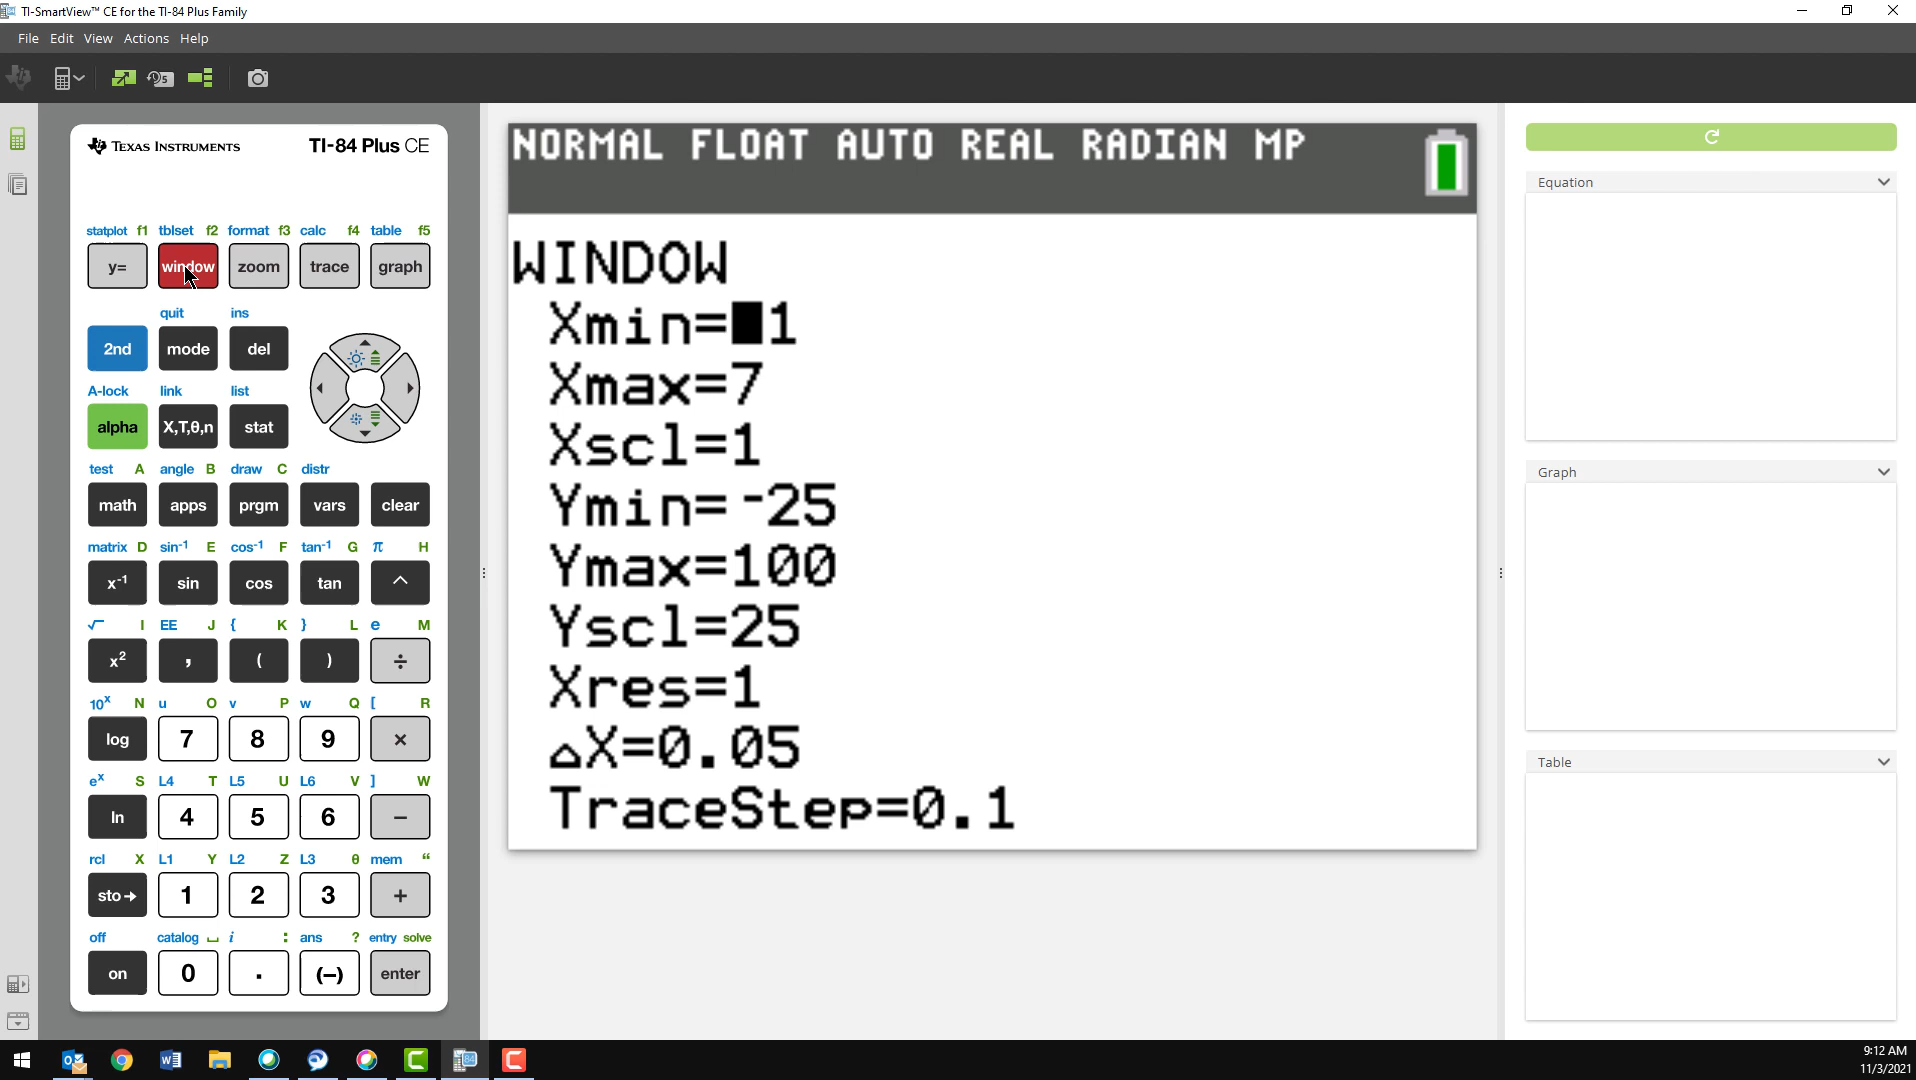 TI-SmartView™ CE for the TI-84 Plus Family
File Edit View Actions Help
TEXAS INSTRUMENTS TI-84 Plus CE
statplot f1 tblset f2 format f3 calc f4 table f5
y= window zoom trace graph
quit ins
2nd mode del
A-lock link list
alpha X,T,θ,n stat
test A angle B draw C distr
math apps prgm vars clear
matrix D sin-1 E cos-1 F tan-1 G π H
x-1 sin cos tan ^
√ I EE J { K } L e M
x2 , ( ) ÷
10x N u O v P w Q [ R
log 7 8 9 ×
ex S L4 T L5 U L6 V ] W
ln 4 5 6 −
rcl X L1 Y L2 Z L3 θ mem “
sto→ 1 2 3 +
off catalog ⎵ i : ans ? entry solve
on 0 . (−) enter
NORMAL FLOAT AUTO REAL RADIAN MP
WINDOW
Xmin=█1
Xmax=7
Xscl=1
Ymin=-25
Ymax=100
Yscl=25
Xres=1
△X=0.05
TraceStep=0.1
Equation
Graph
Table
9:12 AM
11/3/2021